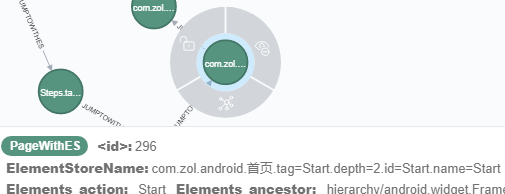 com.zol....
JUMPTOWITHES
com.zol....
Steps.ta...
JUMPTOWITH
PageWithES <id>: 296
ElementStoreName: com.zol.android.首页.tag=Start.depth=2.id=Start.name=Start
Elements_action: Start Elements_ancestor: hierarchy/android.widget.Frame